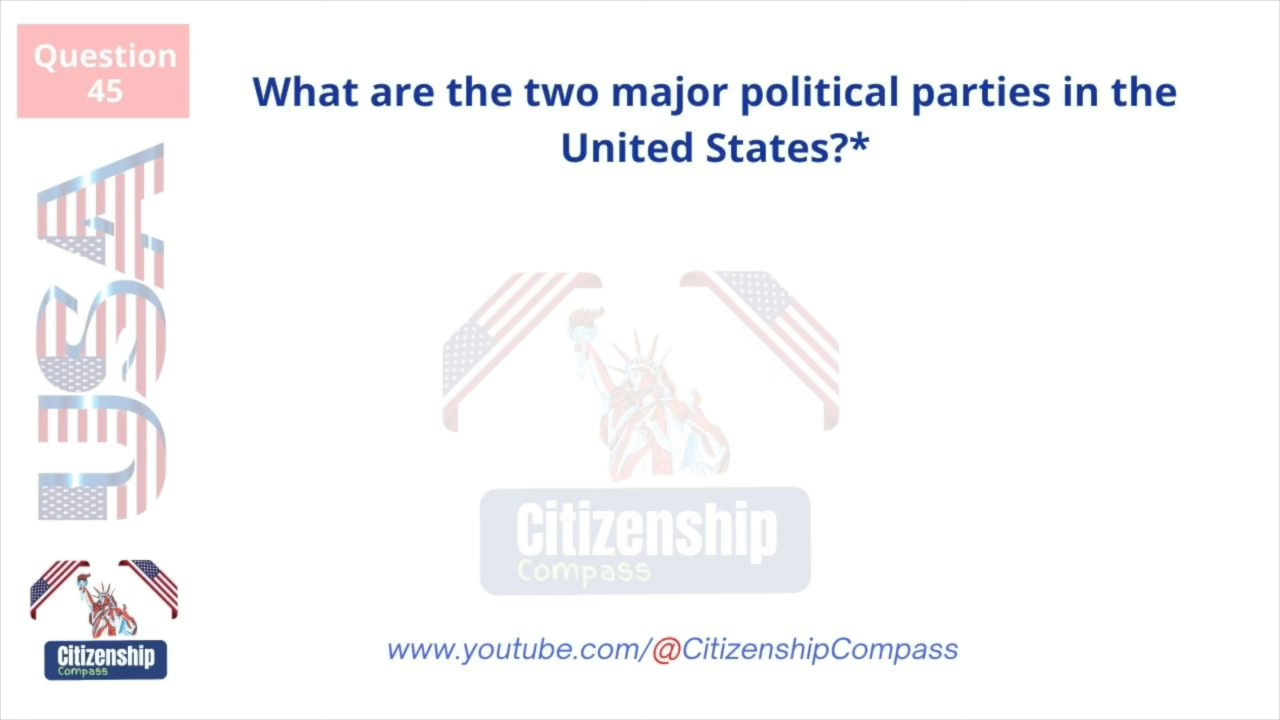 Question
45
What are the two major political parties in the
United States?*
USA
Citizenship
Compass
Citizenship
Compass
www.youtube.com/@CitizenshipCompass